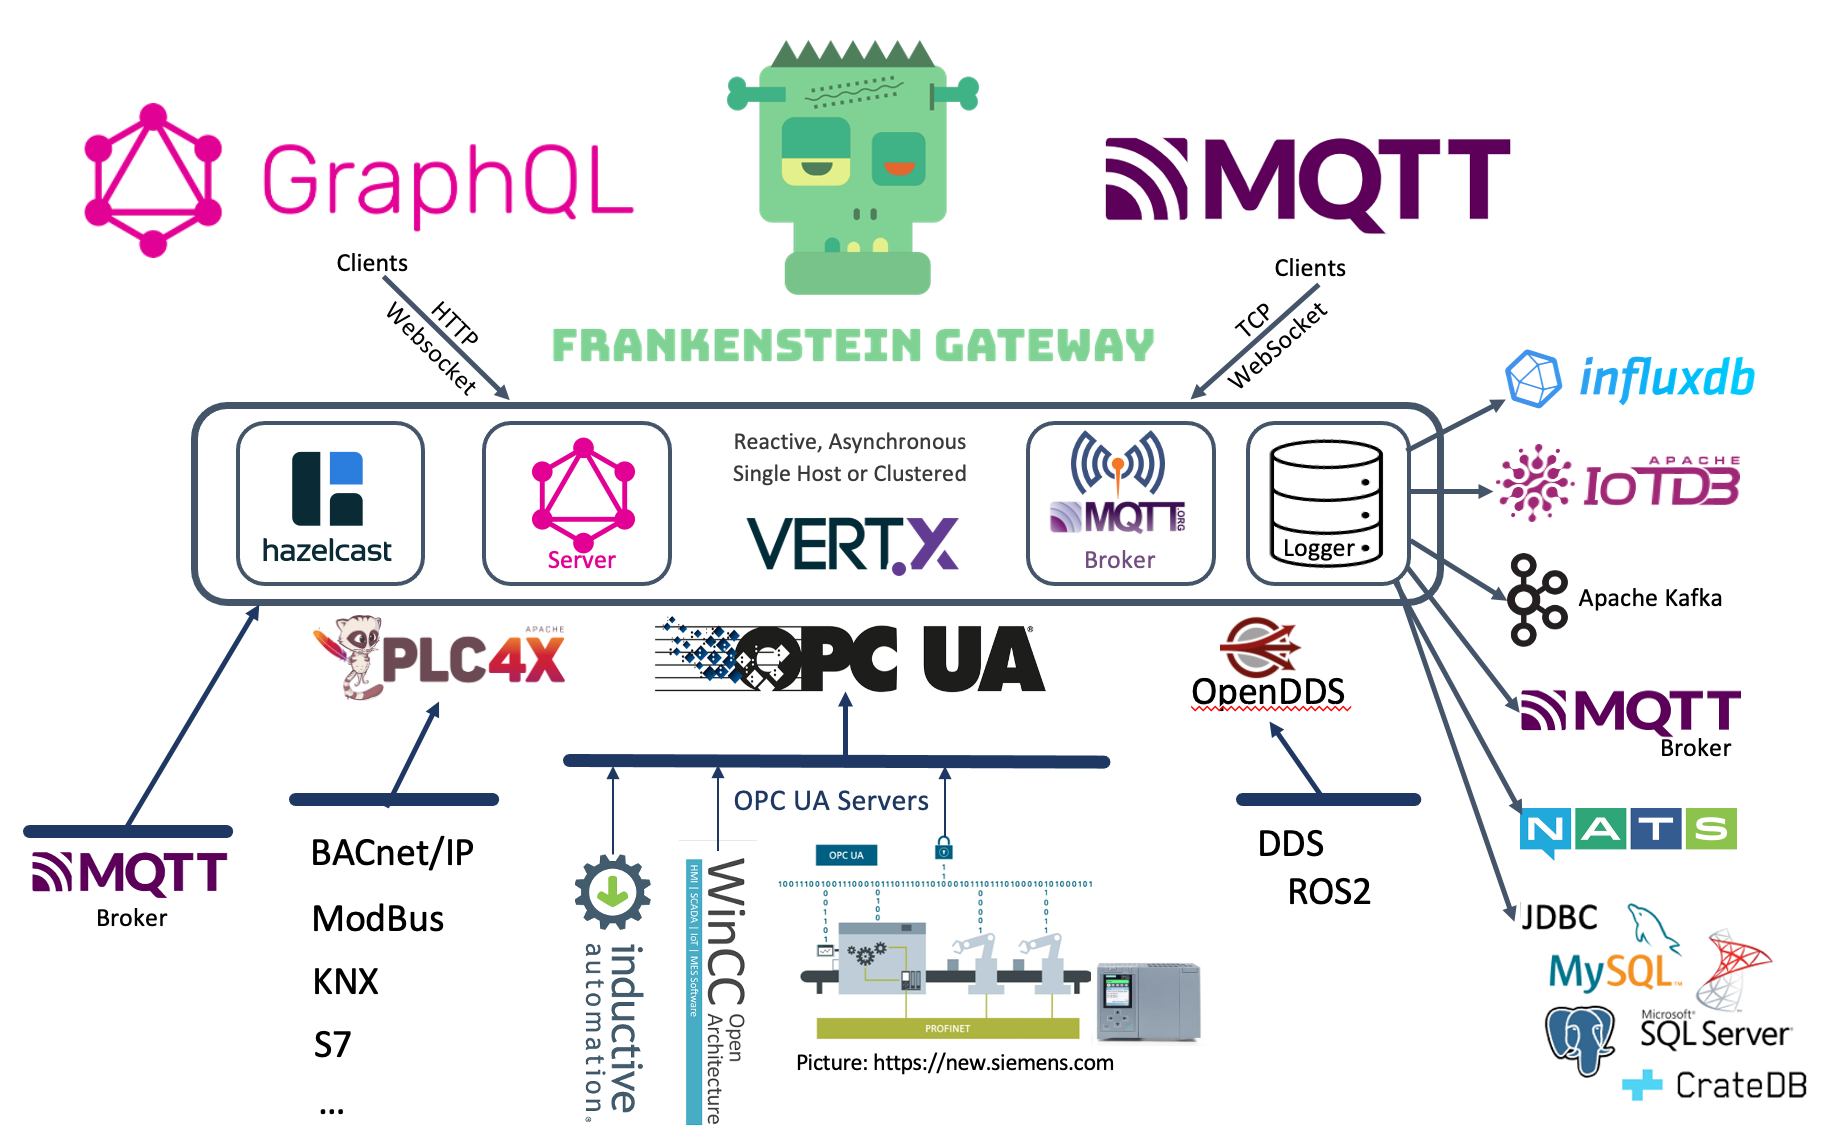 GraphQL
MQTT
Clients
Clients
HTTP
Websocket
TCP
WebSocket
FRANKENSTEIN GATEWAY
influxdb
APACHE
IoTDB
Apache Kafka
MQTT
Broker
NATS
JDBC
MySQL™
Microsoft®
SQL Server®
CrateDB
hazelcast
Server
Reactive, Asynchronous
Single Host or Clustered
VERT.X
MQTT.ORG
Broker
Logger
APACHE
PLC4X
OPC UA®
OpenDDS
MQTT
Broker
BACnet/IP
ModBus
KNX
S7
...
OPC UA Servers
inductive
automation®
WinCC Open
Architecture
HMI | SCADA | IoT | MES Software
OPC UA
PROFINET
Picture: https://new.siemens.com
DDS
ROS2